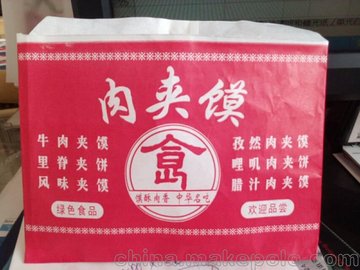 肉夹馍
牛肉夹馍
里脊夹饼
风味夹馍
孜然肉夹馍
哩叽肉夹饼
腊汁肉夹馍
馍酥肉香 中华名吃
绿色食品
欢迎品尝
china.makepolo.com